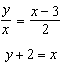 y/x = (x − 3)/2
y + 2 = x